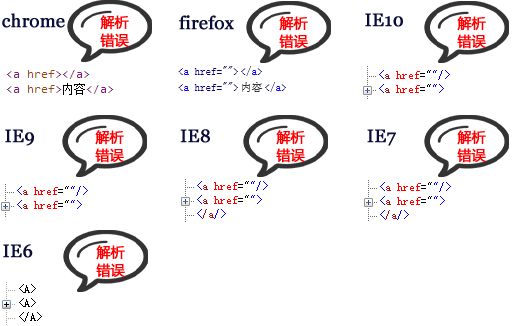 chrome
解析
错误
<a href></a>
<a href>内容</a>
firefox
解析
错误
<a href=""></a>
<a href="">内容</a>
IE10
解析
错误
<a href=""/>
<a href="">
IE9
解析
错误
<a href=""/>
<a href="">
IE8
解析
错误
<a href=""/>
<a href="">
</a/>
IE7
解析
错误
<a href=""/>
<a href="">
</a/>
IE6
解析
错误
<A>
<A>
</A>